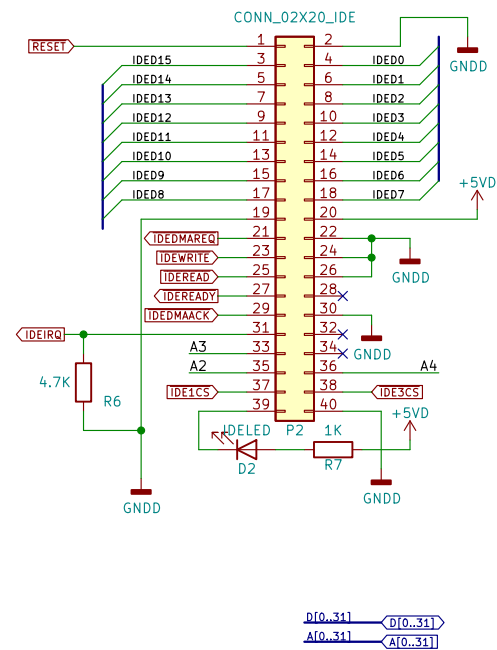 CONN_02X20_IDE
RESET 1 2
GNDD
IDED15 3 4 IDED0
IDED14 5 6 IDED1
IDED13 7 8 IDED2
IDED12 9 10 IDED3
IDED11 11 12 IDED4
IDED10 13 14 IDED5
IDED9 15 16 IDED6
+5VD
IDED8 17 18 IDED7
19 20
IDEDMAREQ 21 22
IDEWRITE 23 24
GNDD
IDEREAD 25 26
IDEREADY 27 28
IDEDMAACK 29 30
IDEIRQ 31 32
A3 33 34
GNDD
A2 35 36 A4
4.7K
IDE1CS 37 38 IDE3CS
R6
39 40
+5VD
IDELED P2 1K
D2 R7
GNDD GNDD
D[0..31] D[0..31]
A[0..31] A[0..31]